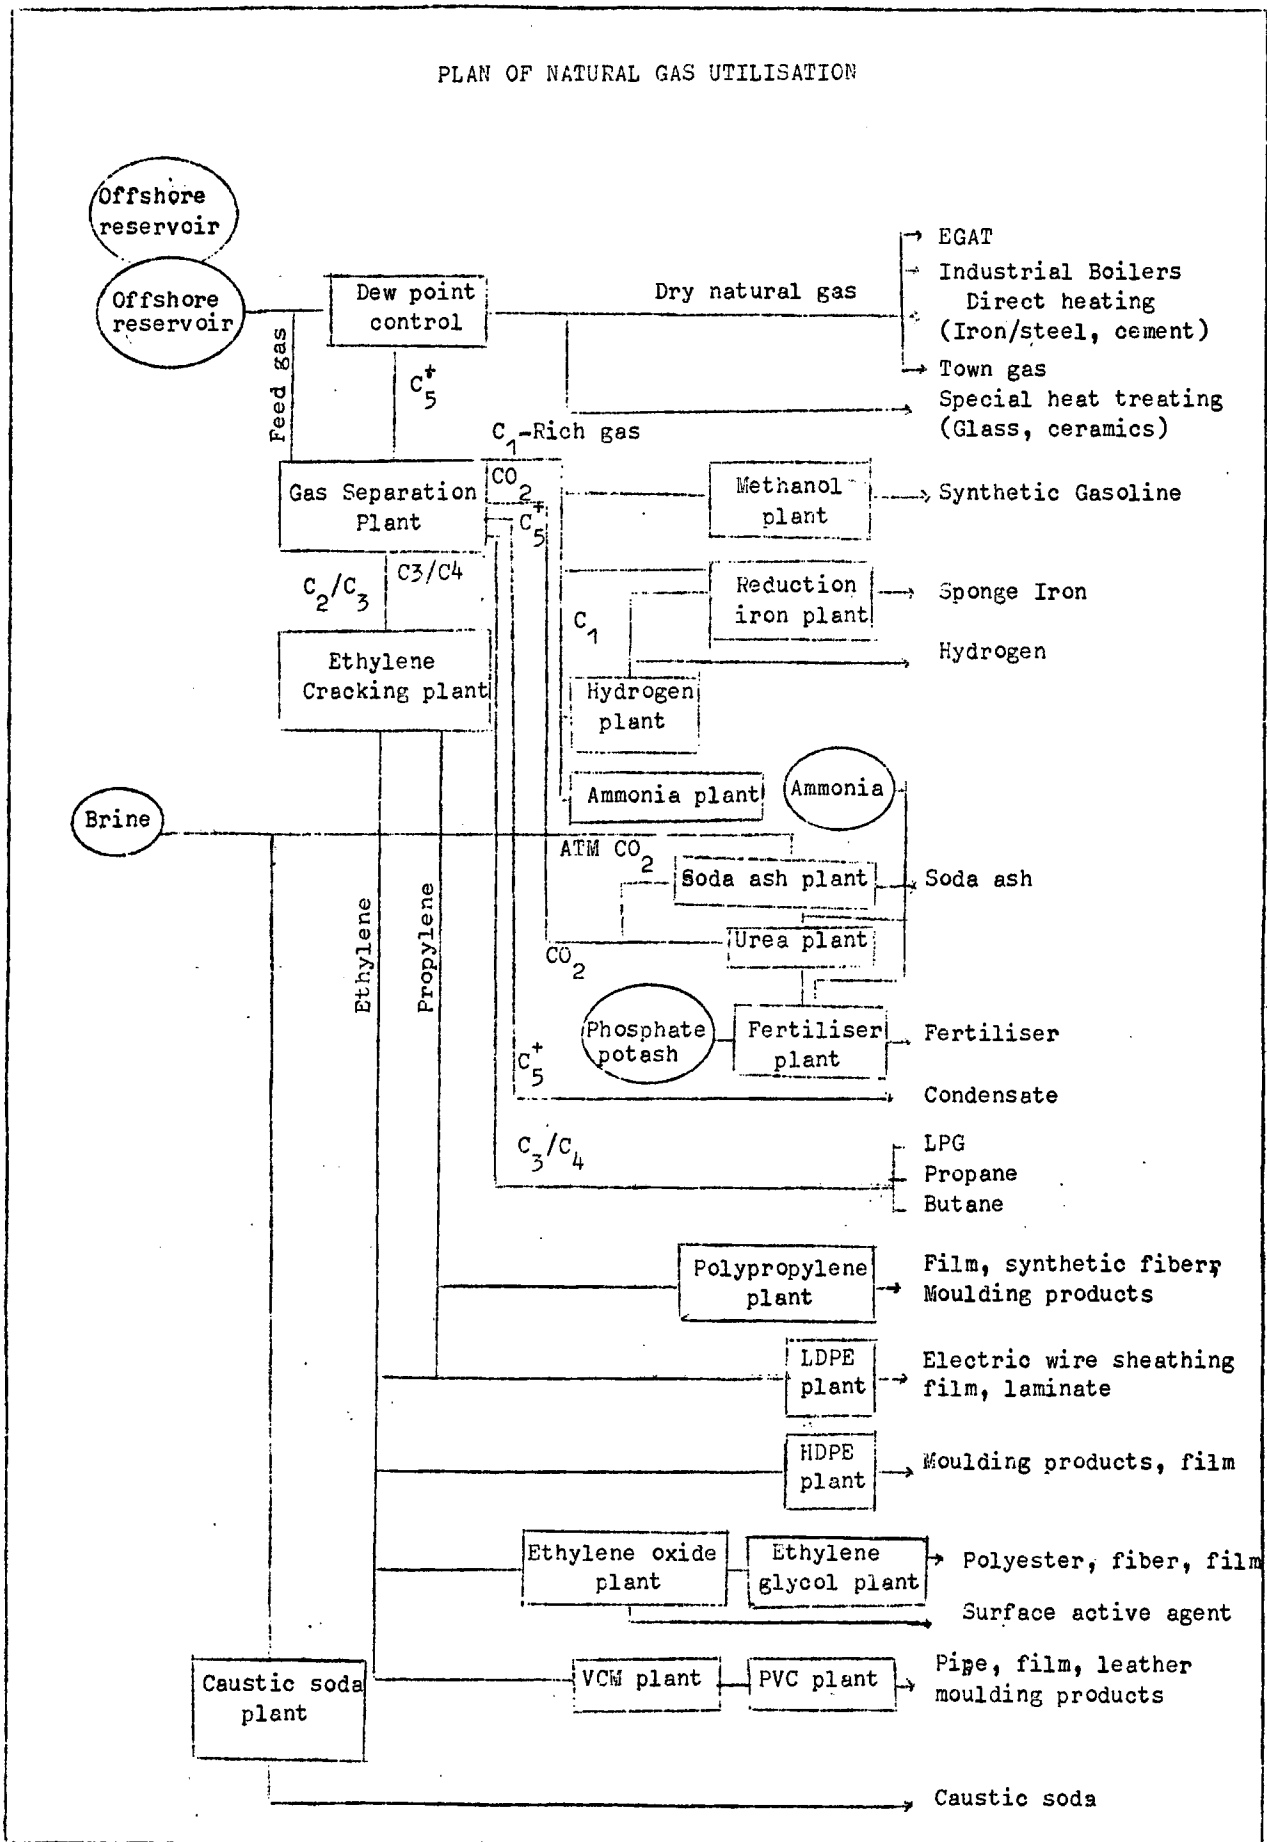 PLAN OF NATURAL GAS UTILISATION
Offshore
reservoir
Offshore
reservoir
Dew point
control
Dry natural gas
EGAT
Industrial Boilers
Direct heating
(Iron/steel, cement)
Town gas
Special heat treating
(Glass, ceramics)
Feed gas
C5+
C1-Rich gas
Gas Separation
Plant
CO2
C5+
Methanol
plant
Synthetic Gasoline
C2/C3
C3/C4
Reduction
iron plant
Sponge Iron
C1
Hydrogen
Ethylene
Cracking plant
Hydrogen
plant
Ammonia plant
Ammonia
Brine
ATM CO2
Soda ash plant
Soda ash
Ethylene
Propylene
Urea plant
CO2
Phosphate
potash
Fertiliser
plant
Fertiliser
C5+
Condensate
C3/C4
LPG
Propane
Butane
Polypropylene
plant
Film, synthetic fiber,
Moulding products
LDPE
plant
Electric wire sheathing
film, laminate
HDPE
plant
Moulding products, film
Ethylene oxide
plant
Ethylene
glycol plant
Polyester, fiber, film
Surface active agent
Caustic soda
plant
VCM plant
PVC plant
Pipe, film, leather
moulding products
Caustic soda